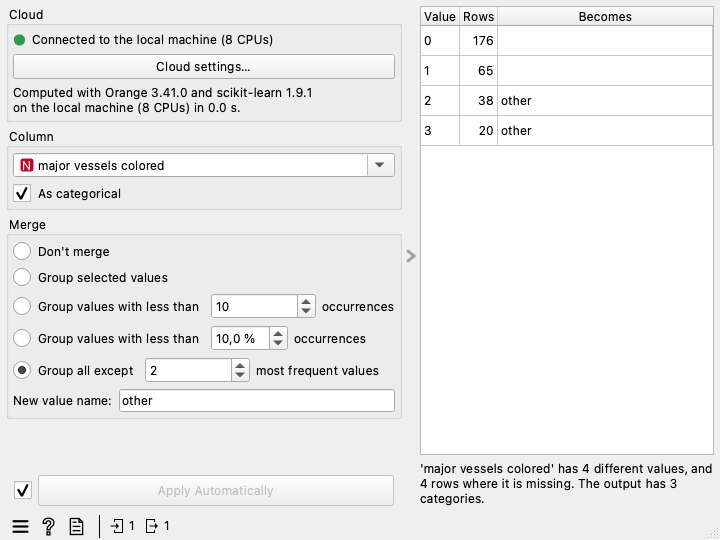 Cloud
Connected to the local machine (8 CPUs)
Cloud settings...
Computed with Orange 3.41.0 and scikit-learn 1.9.1
on the local machine (8 CPUs) in 0.0 s.
Column
N major vessels colored
As categorical
Merge
Don't merge
Group selected values
Group values with less than 10 occurrences
Group values with less than 10,0 % occurrences
Group all except 2 most frequent values
New value name: other
Apply Automatically
1 1
Value Rows Becomes
0 176
1 65
2 38 other
3 20 other
'major vessels colored' has 4 different values, and
4 rows where it is missing. The output has 3
categories.